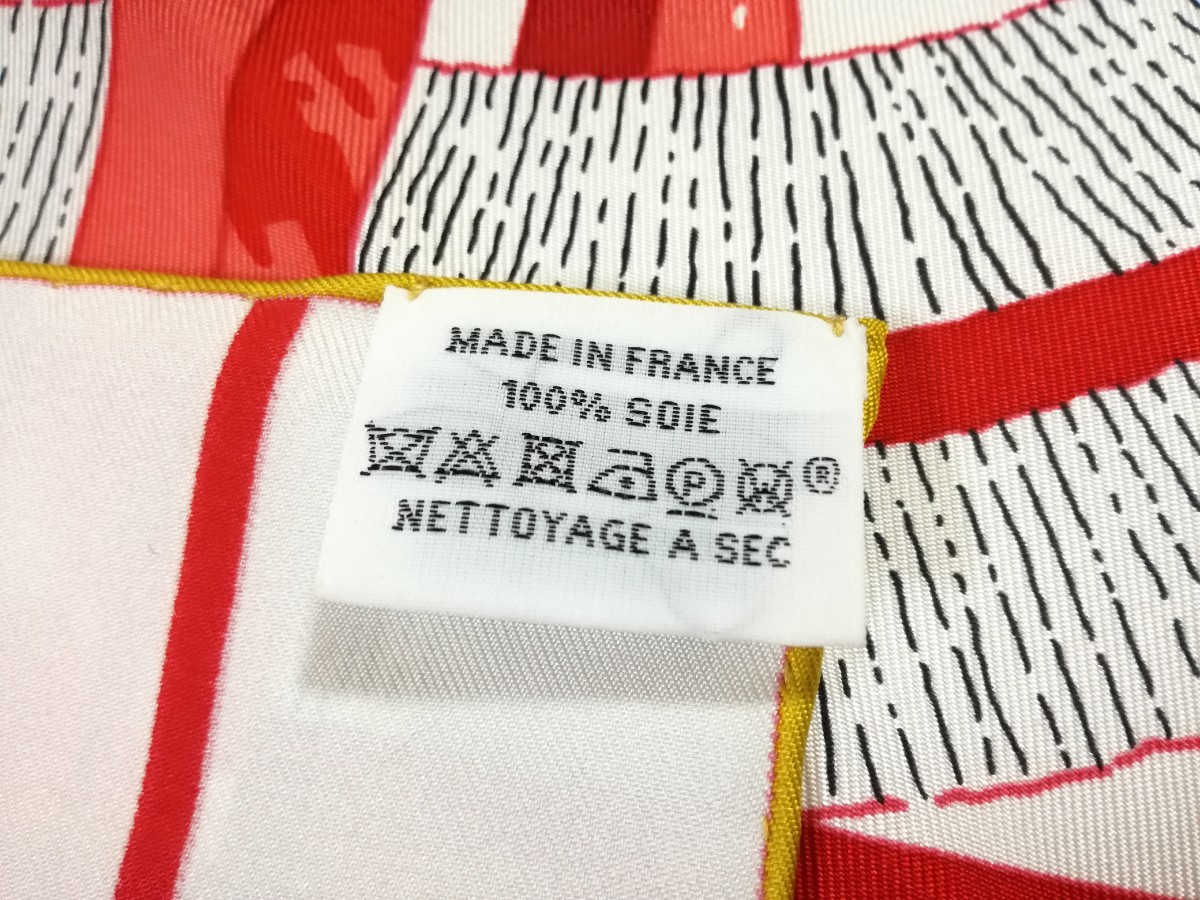 MADE IN FRANCE
100% SOIE
P ®
NETTOYAGE A SEC